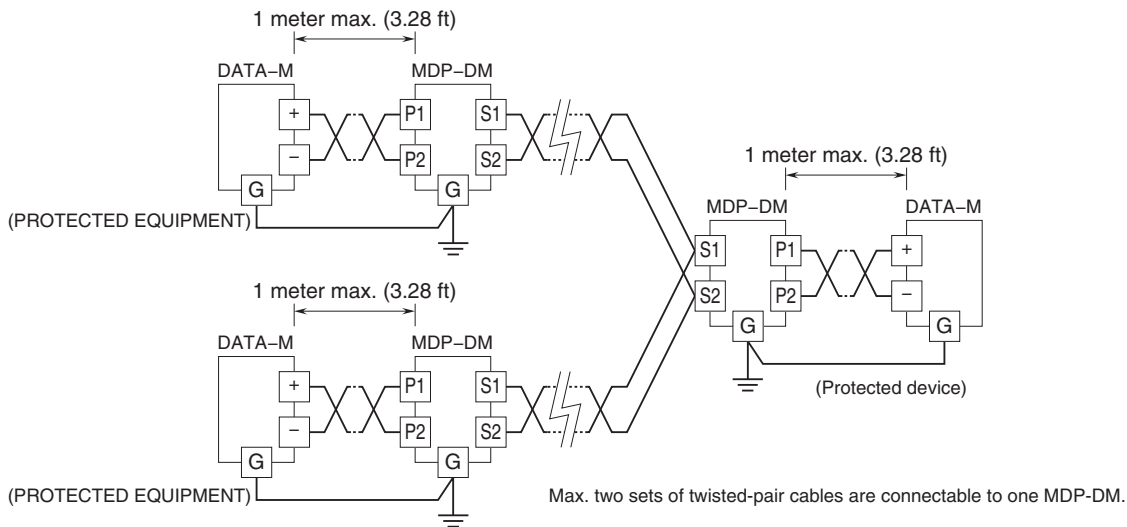 1 meter max. (3.28 ft)
DATA–M
MDP–DM
+
P1
S1
–
P2
S2
G
G
(PROTECTED EQUIPMENT)
1 meter max. (3.28 ft)
MDP–DM
DATA–M
S1
P1
+
S2
P2
–
G
G
(Protected device)
1 meter max. (3.28 ft)
DATA–M
MDP–DM
+
P1
S1
–
P2
S2
G
G
(PROTECTED EQUIPMENT)
Max. two sets of twisted-pair cables are connectable to one MDP-DM.